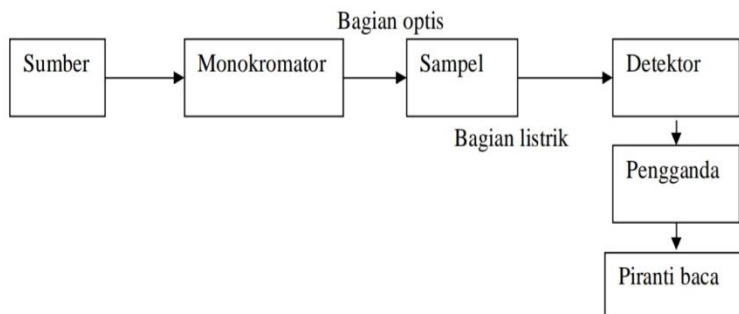 Bagian optis
Sumber
Monokromator
Sampel
Detektor
Bagian listrik
Pengganda
Piranti baca